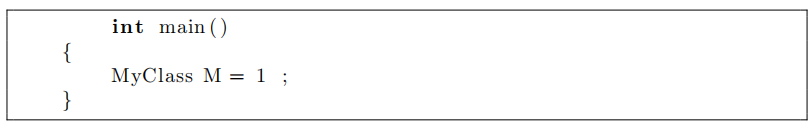 int main()
{
MyClass M = 1 ;
}